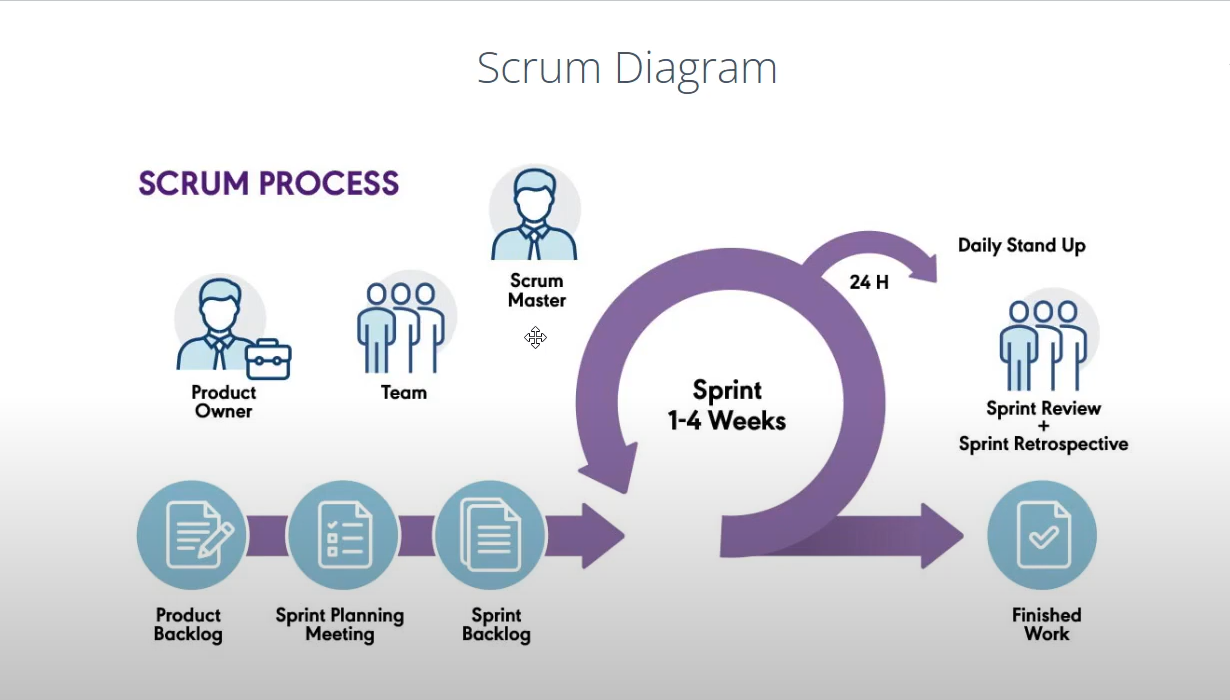 Scrum Diagram
SCRUM PROCESS
Scrum
Master
Product
Owner
Team
Daily Stand Up
24 H
Sprint
1-4 Weeks
Sprint Review
+
Sprint Retrospective
Product
Backlog
Sprint Planning
Meeting
Sprint
Backlog
Finished
Work